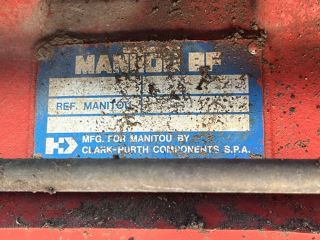 MANITOU BF
REF. MANITOU
MFG. FOR MANITOU BY
CLARK-HURTH COMPONENTS S.P.A.